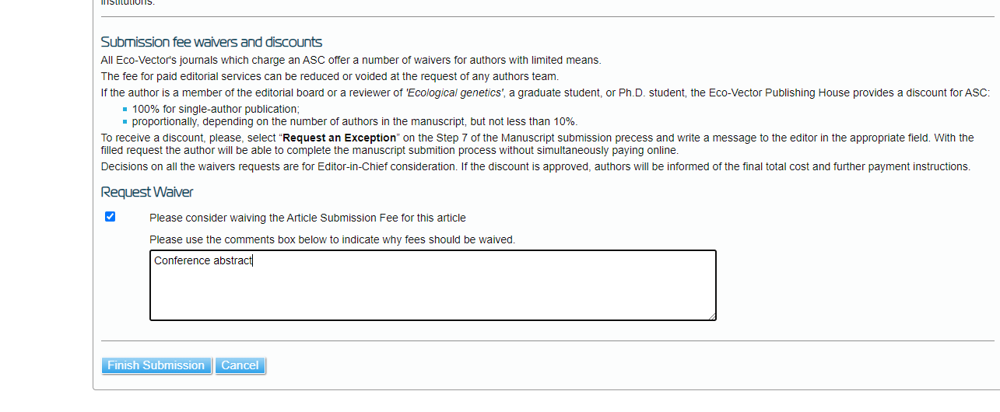 institutions.
Submission fee waivers and discounts
All Eco-Vector's journals which charge an ASC offer a number of waivers for authors with limited means.
The fee for paid editorial services can be reduced or voided at the request of any authors team.
If the author is a member of the editorial board or a reviewer of 'Ecological genetics', a graduate student, or Ph.D. student, the Eco-Vector Publishing House provides a discount for ASC:
100% for single-author publication;
proportionally, depending on the number of authors in the manuscript, but not less than 10%.
To receive a discount, please, select “Request an Exception” on the Step 7 of the Manuscript submission precess and write a message to the editor in the appropriate field. With the
filled request the author will be able to complete the manuscript submition process without simultaneously paying online.
Decisions on all the waivers requests are for Editor-in-Chief consideration. If the discount is approved, authors will be informed of the final total cost and further payment instructions.
Request Waiver
Please consider waiving the Article Submission Fee for this article
Please use the comments box below to indicate why fees should be waived.
Conference abstract
Finish Submission Cancel